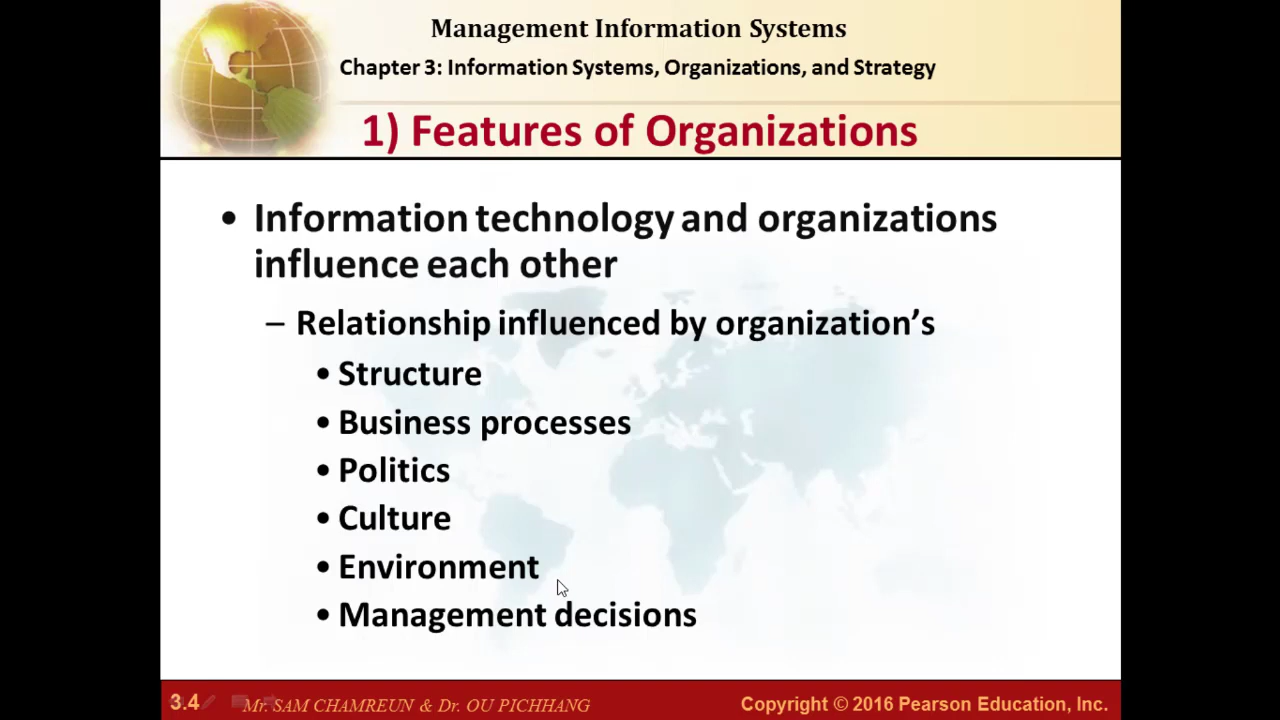 Management Information Systems
Chapter 3: Information Systems, Organizations, and Strategy
1) Features of Organizations
• Information technology and organizations
influence each other
– Relationship influenced by organization’s
• Structure
• Business processes
• Politics
• Culture
• Environment
• Management decisions
3.4 Mr. SAM CHAMREUN & Dr. OU PICHHANG Copyright © 2016 Pearson Education, Inc.